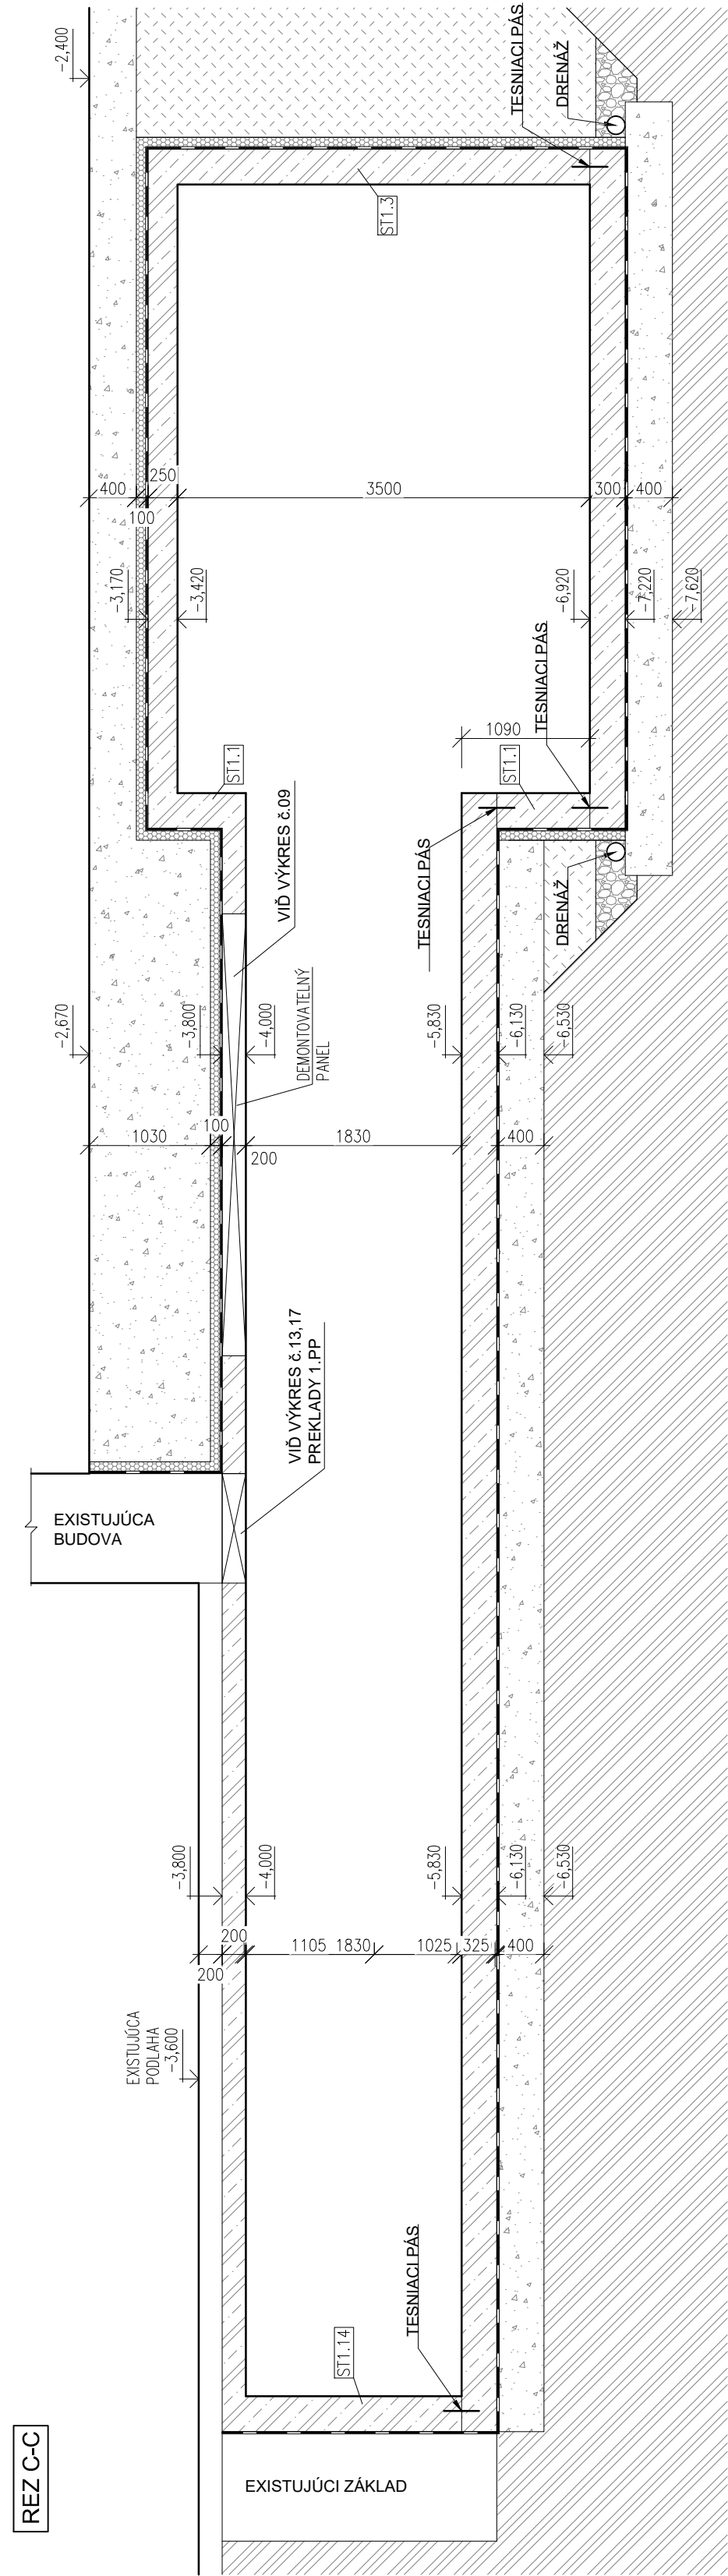 REZ C-C
-2,400
TESNIACI PÁS
DRENÁŽ
ST1.3
400
100
250
3500
300
400
-3,170
-3,420
-6,920
-7,220
-7,620
1090
TESNIACI PÁS
ST1.1
ST1.1
VIĎ VÝKRES č.09
TESNIACI PÁS
DRENÁŽ
DEMONTOVATELNÝ
PANEL
-2,670
-3,800
-4,000
-5,830
-6,130
-6,530
1030
100
200
1830
400
VIĎ VÝKRES č.13,17
PREKLADY 1.PP
EXISTUJÚCA
BUDOVA
-3,800
-4,000
-5,830
-6,130
-6,530
200
200
1105
1830
1025
325
400
EXISTUJÚCA
PODLAHA
-3,600
ST1.14
TESNIACI PÁS
EXISTUJÚCI ZÁKLAD